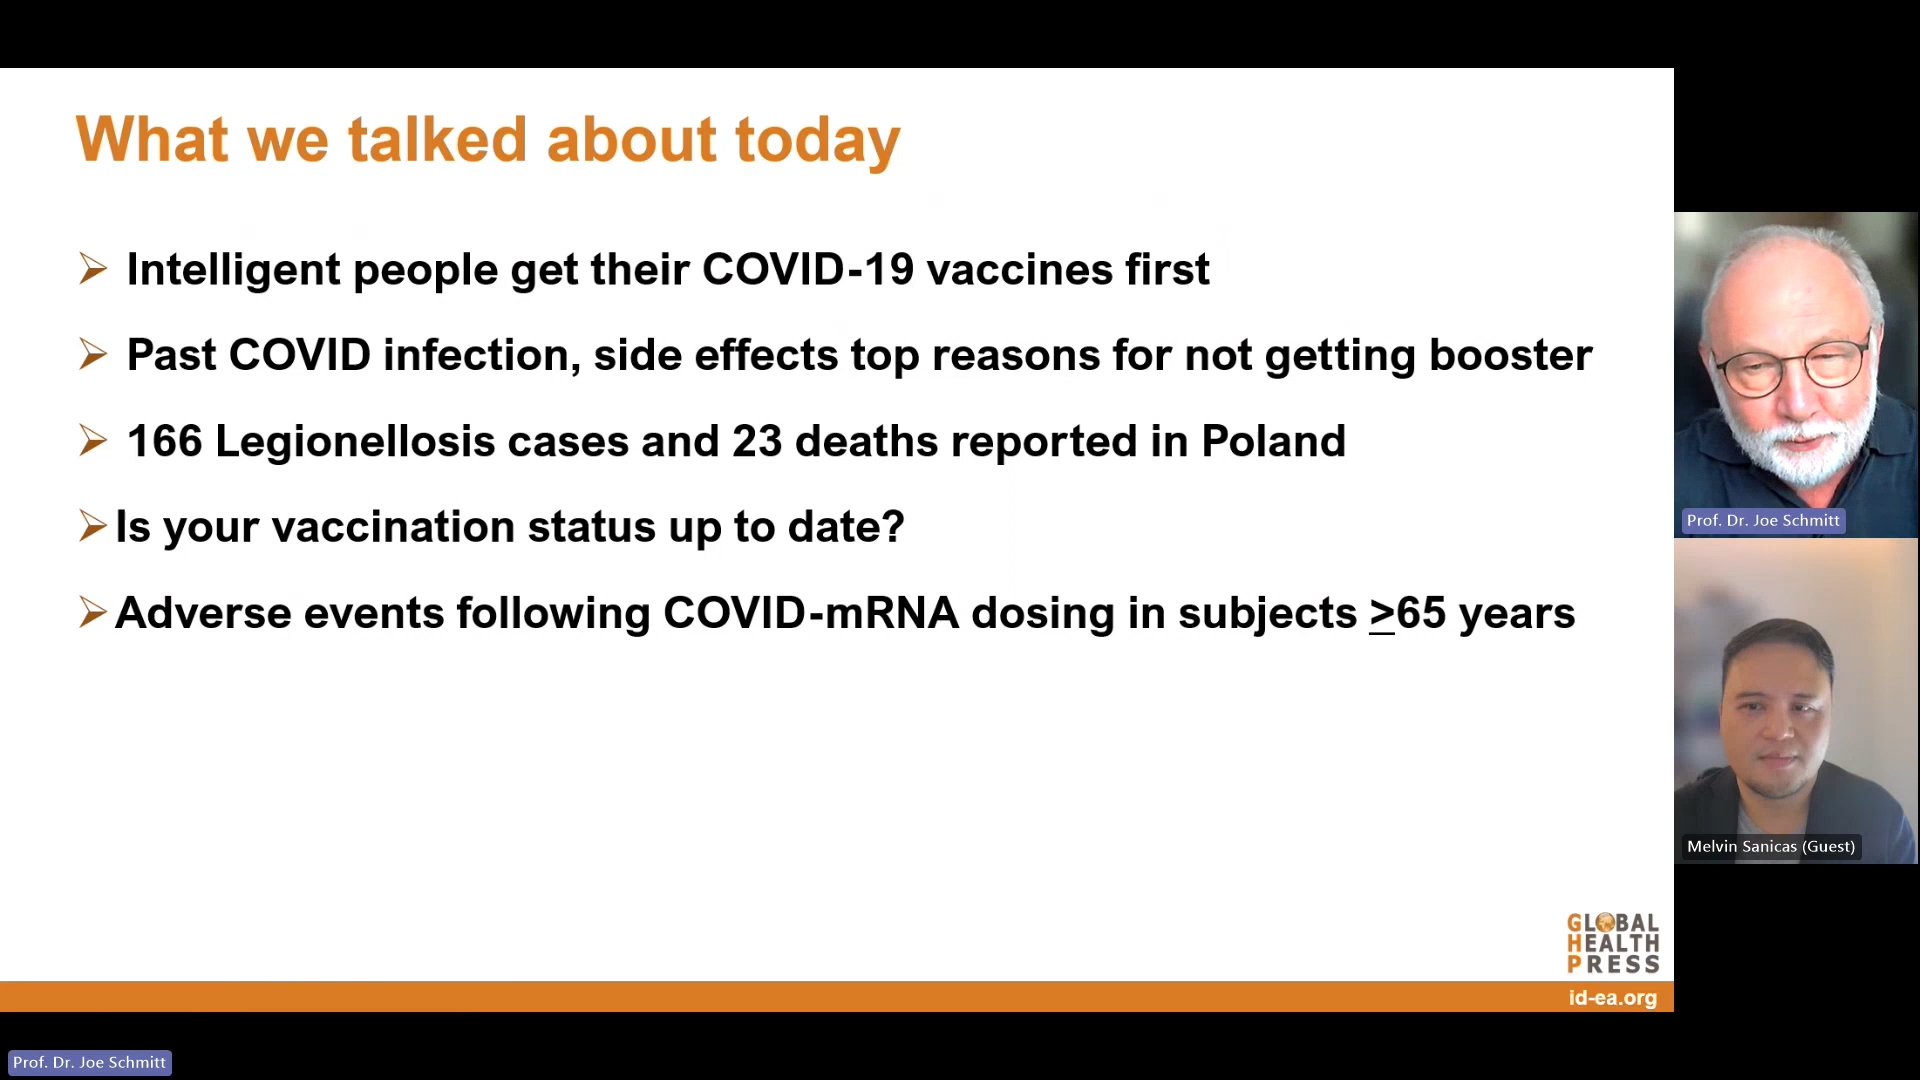 What we talked about today
Intelligent people get their COVID-19 vaccines first
Past COVID infection, side effects top reasons for not getting booster
166 Legionellosis cases and 23 deaths reported in Poland
Is your vaccination status up to date?
Adverse events following COVID-mRNA dosing in subjects >65 years
Prof. Dr. Joe Schmitt
Melvin Sanicas (Guest)
GLOBAL
HEALTH
PRESS
id-ea.org
Prof. Dr. Joe Schmitt